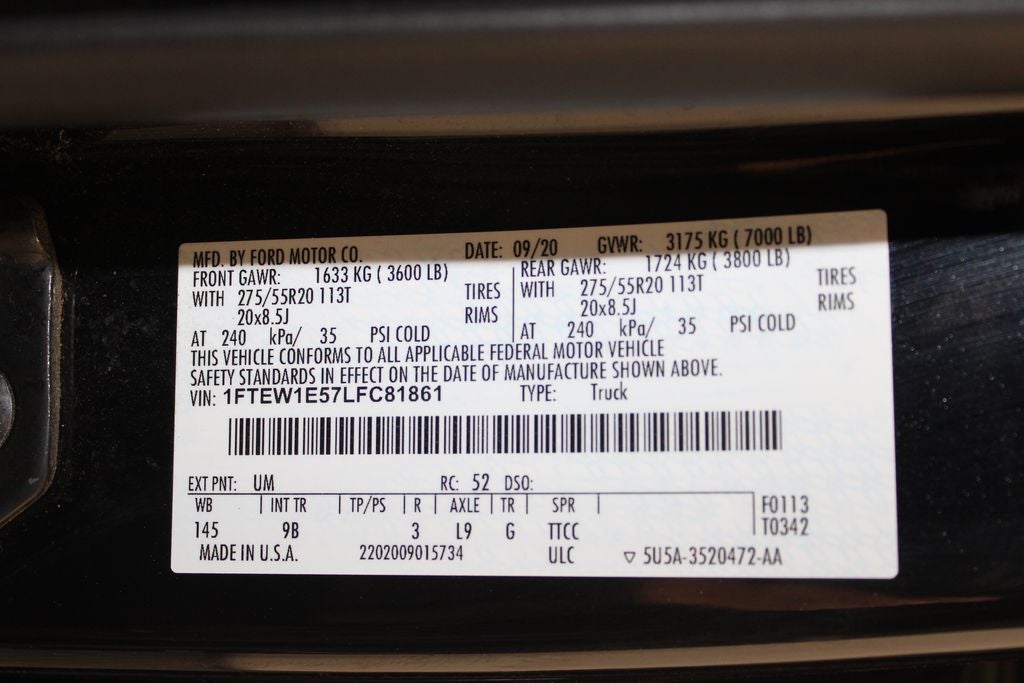 MFD. BY FORD MOTOR CO. DATE: 09/20 GVWR: 3175 KG ( 7000 LB)
FRONT GAWR: 1633 KG ( 3600 LB) REAR GAWR: 1724 KG ( 3800 LB)
WITH 275/55R20 113T TIRES WITH 275/55R20 113T TIRES
20x8.5J RIMS 20x8.5J RIMS
AT 240 kPa/ 35 PSI COLD AT 240 kPa/ 35 PSI COLD
THIS VEHICLE CONFORMS TO ALL APPLICABLE FEDERAL MOTOR VEHICLE
SAFETY STANDARDS IN EFFECT ON THE DATE OF MANUFACTURE SHOWN ABOVE.
VIN: 1FTEW1E57LFC81861 TYPE: Truck
EXT PNT: UM RC: 52 DSO:
WB | INT TR | TP/PS | R | AXLE | TR | SPR | F0113
145 9B 3 L9 G TTCC T0342
MADE IN U.S.A. 2202009015734 ULC ▽ 5U5A-3520472-AA